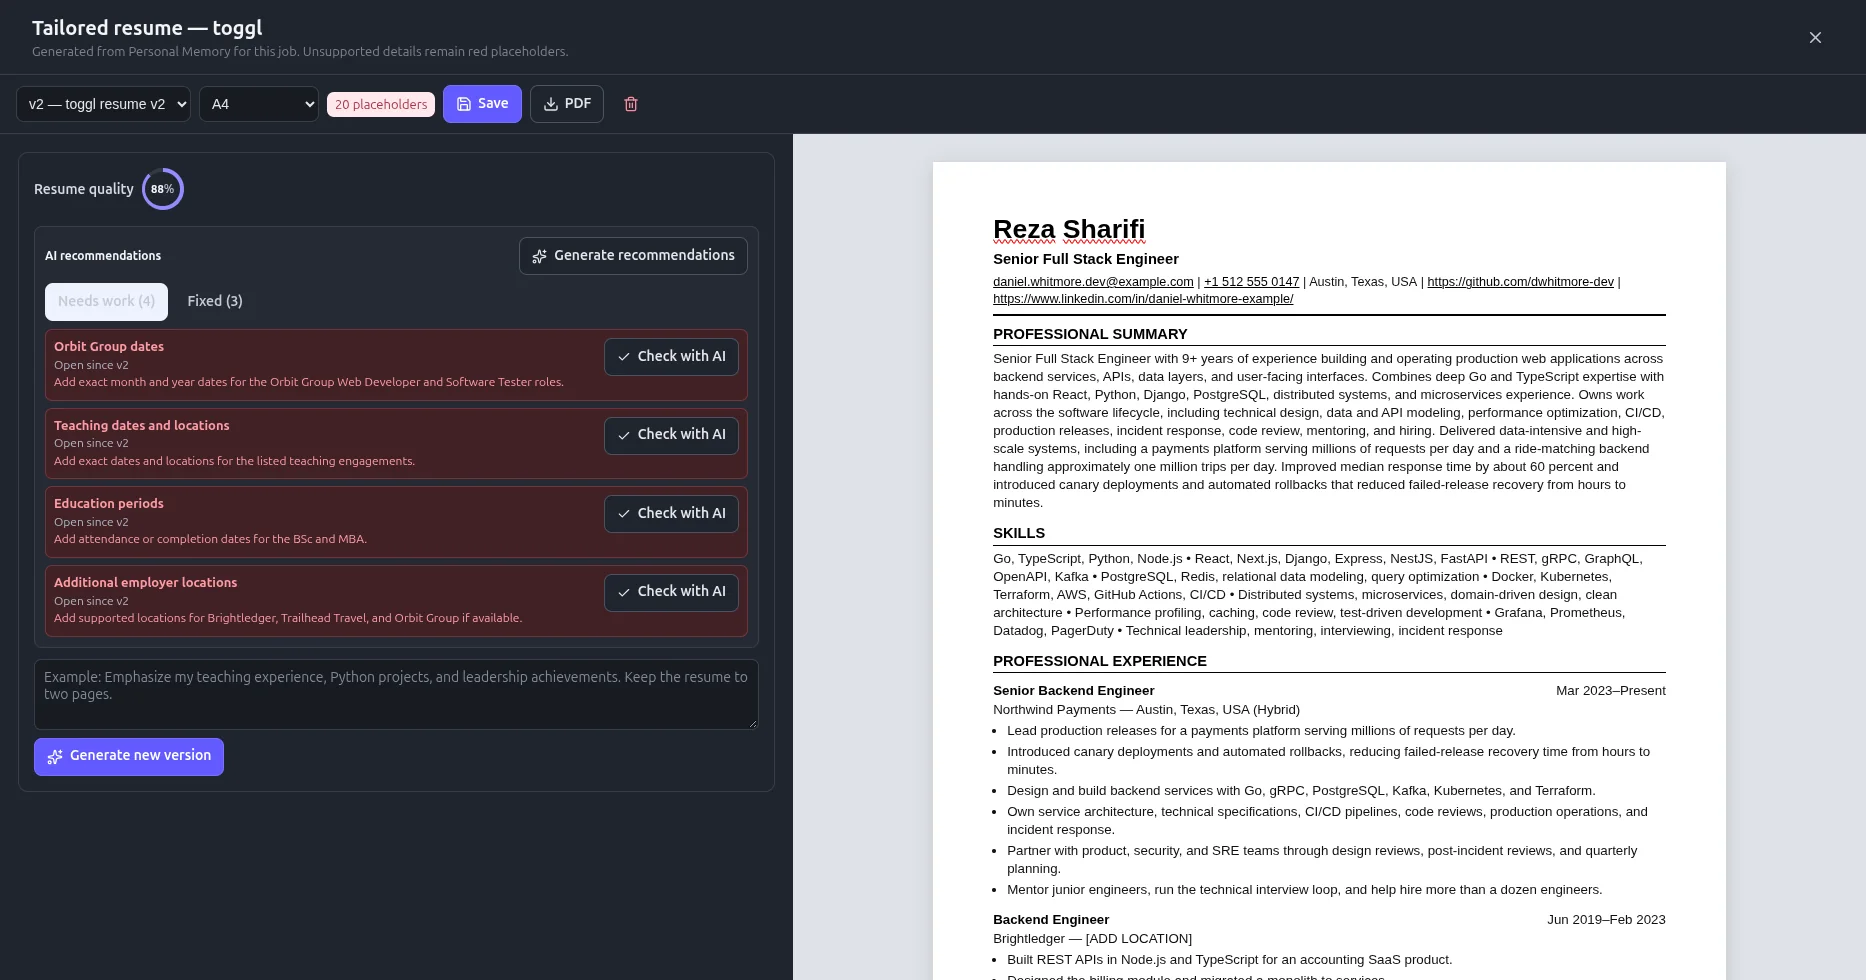 Tailored resume — toggl
Generated from Personal Memory for this job. Unsupported details remain red placeholders.
v2 — toggl resume v2
A4
20 placeholders
Save
PDF
Resume quality
88%
AI recommendations
Generate recommendations
Needs work (4)
Fixed (3)
Orbit Group dates
Open since v2
Add exact month and year dates for the Orbit Group Web Developer and Software Tester roles.
Check with AI
Teaching dates and locations
Open since v2
Add exact dates and locations for the listed teaching engagements.
Check with AI
Education periods
Open since v2
Add attendance or completion dates for the BSc and MBA.
Check with AI
Additional employer locations
Open since v2
Add supported locations for Brightledger, Trailhead Travel, and Orbit Group if available.
Check with AI
Example: Emphasize my teaching experience, Python projects, and leadership achievements. Keep the resume to
two pages.
Generate new version
Reza Sharifi
Senior Full Stack Engineer
daniel.whitmore.dev@example.com | +1 512 555 0147 | Austin, Texas, USA | https://github.com/dwhitmore-dev |
https://www.linkedin.com/in/daniel-whitmore-example/
PROFESSIONAL SUMMARY
Senior Full Stack Engineer with 9+ years of experience building and operating production web applications across
backend services, APIs, data layers, and user-facing interfaces. Combines deep Go and TypeScript expertise with
hands-on React, Python, Django, PostgreSQL, distributed systems, and microservices experience. Owns work
across the software lifecycle, including technical design, data and API modeling, performance optimization, CI/CD,
production releases, incident response, code review, mentoring, and hiring. Delivered data-intensive and high-
scale systems, including a payments platform serving millions of requests per day and a ride-matching backend
handling approximately one million trips per day. Improved median response time by about 60 percent and
introduced canary deployments and automated rollbacks that reduced failed-release recovery from hours to
minutes.
SKILLS
Go, TypeScript, Python, Node.js • React, Next.js, Django, Express, NestJS, FastAPI • REST, gRPC, GraphQL,
OpenAPI, Kafka • PostgreSQL, Redis, relational data modeling, query optimization • Docker, Kubernetes,
Terraform, AWS, GitHub Actions, CI/CD • Distributed systems, microservices, domain-driven design, clean
architecture • Performance profiling, caching, code review, test-driven development • Grafana, Prometheus,
Datadog, PagerDuty • Technical leadership, mentoring, interviewing, incident response
PROFESSIONAL EXPERIENCE
Senior Backend Engineer
Mar 2023–Present
Northwind Payments — Austin, Texas, USA (Hybrid)
• Lead production releases for a payments platform serving millions of requests per day.
• Introduced canary deployments and automated rollbacks, reducing failed-release recovery time from hours to
minutes.
• Design and build backend services with Go, gRPC, PostgreSQL, Kafka, Kubernetes, and Terraform.
• Own service architecture, technical specifications, CI/CD pipelines, code reviews, production operations, and
incident response.
• Partner with product, security, and SRE teams through design reviews, post-incident reviews, and quarterly
planning.
• Mentor junior engineers, run the technical interview loop, and help hire more than a dozen engineers.
Backend Engineer
Jun 2019–Feb 2023
Brightledger — [ADD LOCATION]
• Built REST APIs in Node.js and TypeScript for an accounting SaaS product.
• Designed the billing module and migrated a monolith to services.